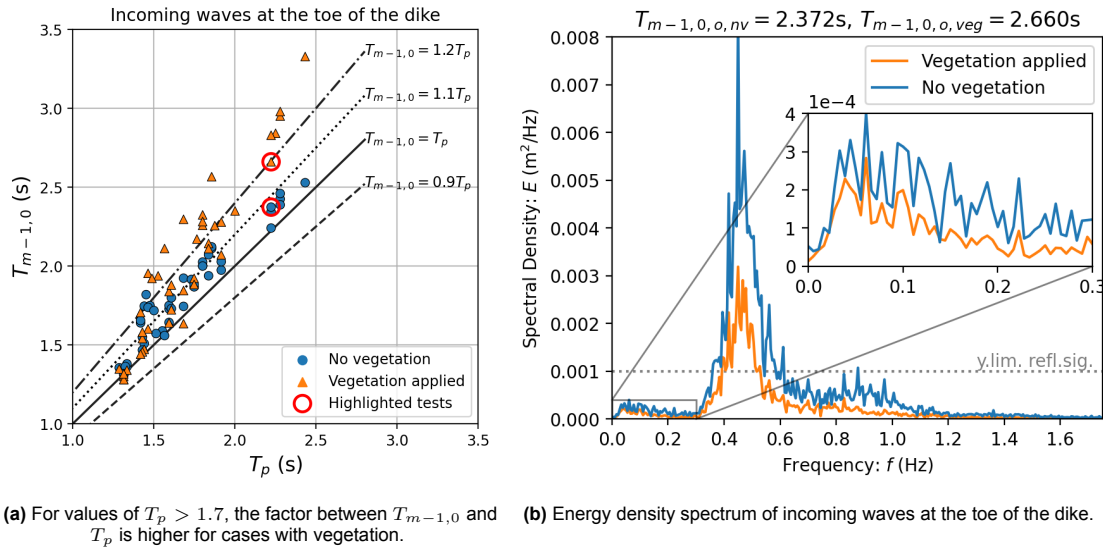 Incoming waves at the toe of the dike
3.5
3.0
2.5
2.0
1.5
1.0
T_{m−1,0} (s)
T_{m−1,0} = 1.2T_p
T_{m−1,0} = 1.1T_p
T_{m−1,0} = T_p
T_{m−1,0} = 0.9T_p
No vegetation
Vegetation applied
Highlighted tests
1.0 1.5 2.0 2.5 3.0 3.5
T_p (s)
(a) For values of T_p > 1.7, the factor between T_{m−1,0} and
T_p is higher for cases with vegetation.
T_{m−1,0,o,nv} = 2.372s, T_{m−1,0,o,veg} = 2.660s
0.008
0.007
0.006
0.005
0.004
0.003
0.002
0.001
0.000
Spectral Density: E (m²/Hz)
Vegetation applied
No vegetation
1e−4
4
3
2
1
0
0.0 0.1 0.2 0.3
y.lim. refl.sig.
0.0 0.2 0.4 0.6 0.8 1.0 1.2 1.4 1.6
Frequency: f (Hz)
(b) Energy density spectrum of incoming waves at the toe of the dike.